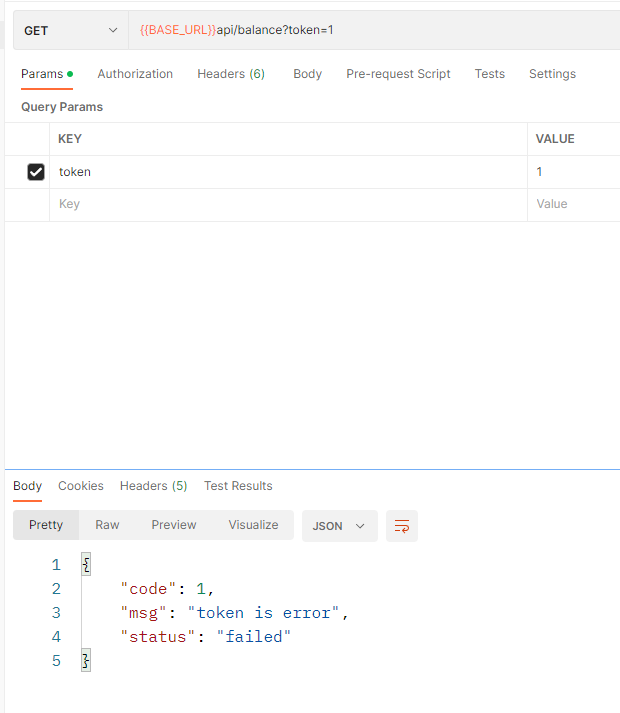 GET {{BASE_URL}}api/balance?token=1
Params Authorization Headers (6) Body Pre-request Script Tests Settings
Query Params
KEY VALUE
token 1
Key Value
Body Cookies Headers (5) Test Results
Pretty Raw Preview Visualize JSON
1 {
2 "code": 1,
3 "msg": "token is error",
4 "status": "failed"
5 }